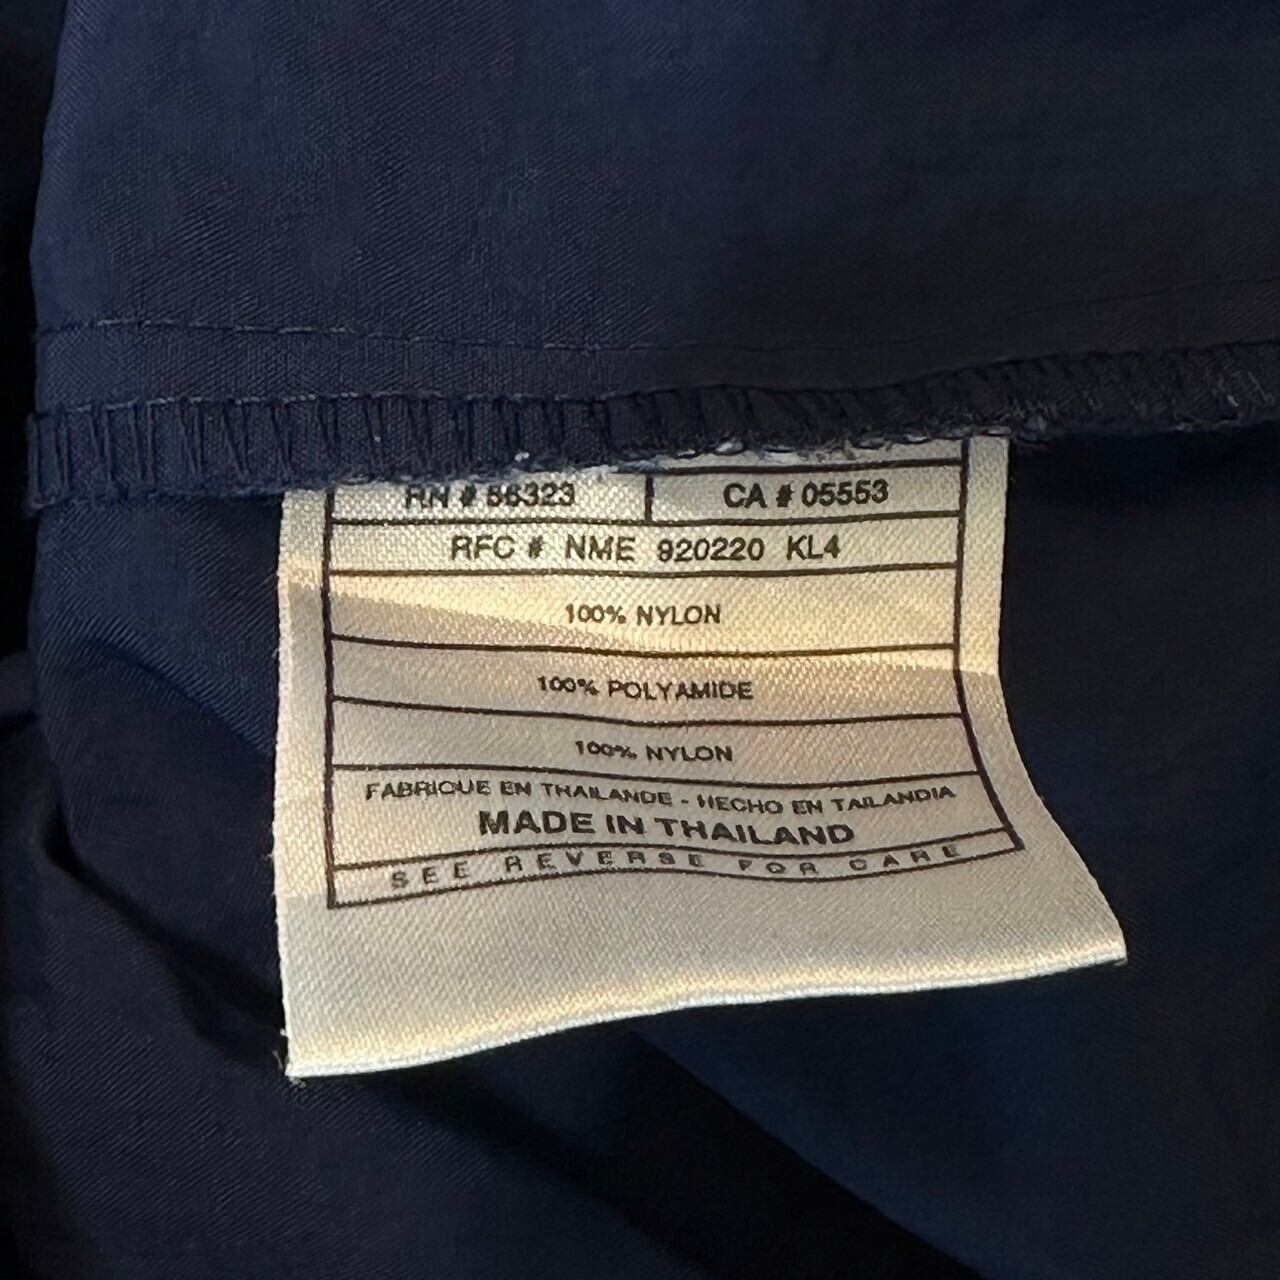 RN # 56323 CA # 05553
RFC # NME 920220 KL4
100% NYLON
100% POLYAMIDE
100% NYLON
FABRIQUE EN THAILANDE - HECHO EN TAILANDIA
MADE IN THAILAND
SEE REVERSE FOR CARE